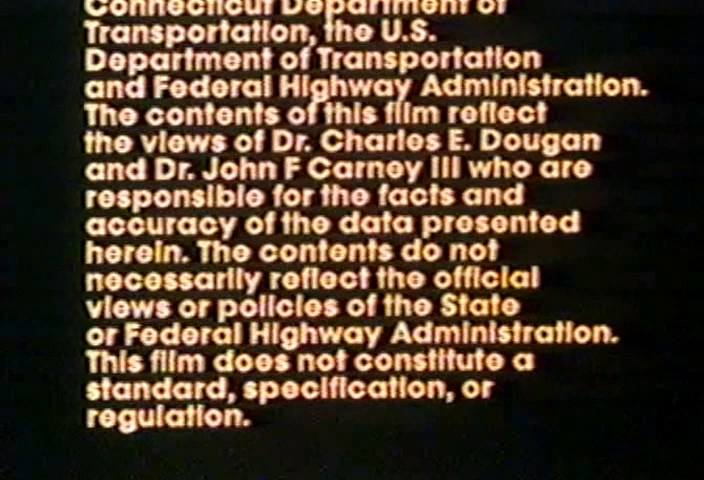 Connecticut Department of
Transportation, the U.S.
Department of Transportation
and Federal Highway Administration.
The contents of this film reflect
the views of Dr. Charles E. Dougan
and Dr. John F Carney III who are
responsible for the facts and
accuracy of the data presented
herein. The contents do not
necessarily reflect the official
views or policies of the State
or Federal Highway Administration.
This film does not constitute a
standard, specification, or
regulation.